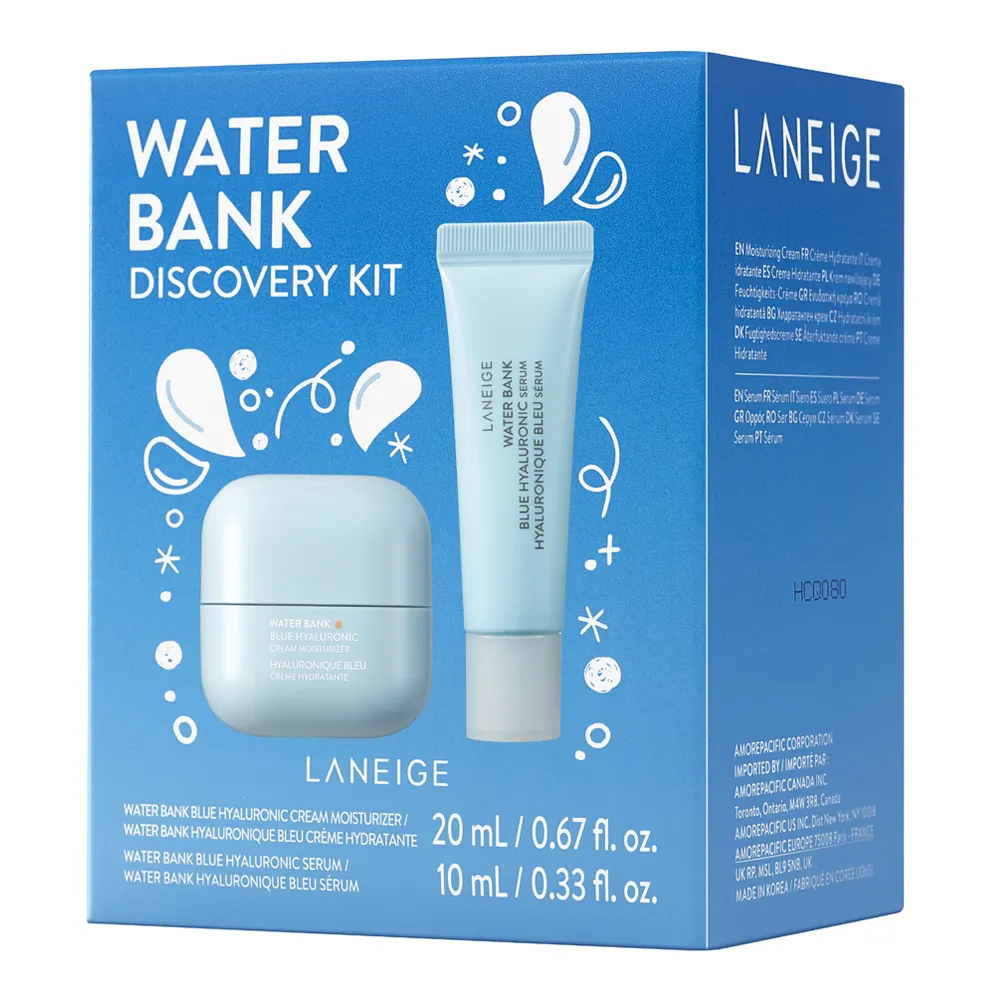 WATER
BANK
DISCOVERY KIT
LANEIGE
WATER BANK
BLUE HYALURONIC SERUM
HYALURONIQUE BLEU SÉRUM
WATER BANK
BLUE HYALURONIC
CREAM MOISTURIZER
HYALURONIQUE BLEU
CRÈME HYDRATANTE
LANEIGE
WATER BANK BLUE HYALURONIC CREAM MOISTURIZER /
WATER BANK HYALURONIQUE BLEU CRÈME HYDRATANTE
20 mL / 0.67 fl. oz.
WATER BANK BLUE HYALURONIC SERUM /
WATER BANK HYALURONIQUE BLEU SÉRUM
10 mL / 0.33 fl. oz.
LANEIGE
EN Moisturizing Cream FR Crème Hydratante IT Crema
idratante ES Crema Hidratante PL Krem nawilżający DE
Feuchtigkeits-Crème GR Ενυδατική κρέμα RO Cremă
hidratantă BG Хидратантен крем CZ Hydratační krém
DK Fugtighedscreme SE Återfuktande crème PT Creme
Hidratante
EN Serum FR Sérum IT Siero ES Suero PL Serum DE Serum
GR Ορρός RO Ser BG Серум CZ Sérum DK Serum SE
Serum PT Sérum
HCQ080
AMOREPACIFIC CORPORATION
IMPORTED BY / IMPORTÉ PAR :
AMOREPACIFIC CANADA INC.
Toronto, Ontario, M4W 3R8, Canada
AMOREPACIFIC US INC. Dist New York, NY 10018
AMOREPACIFIC EUROPE 75008 Paris - FRANCE
UK RP. MSL, BL9 5NB, UK
MADE IN KOREA / FABRIQUÉ EN CORÉE